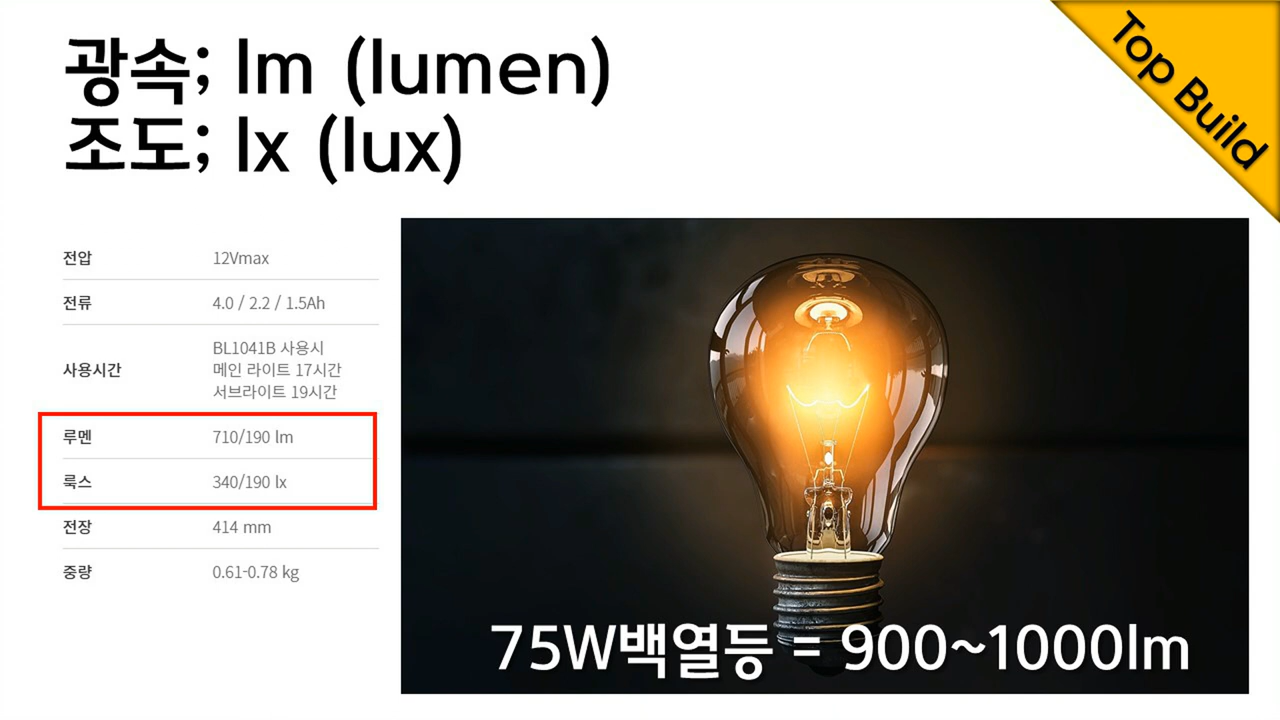 광속; lm (lumen)
조도; lx (lux)
Top Build
전압 12Vmax
전류 4.0 / 2.2 / 1.5Ah
사용시간 BL1041B 사용시
메인 라이트 17시간
서브라이트 19시간
루멘 710/190 lm
룩스 340/190 lx
전장 414 mm
중량 0.61-0.78 kg
75W백열등 = 900~1000lm